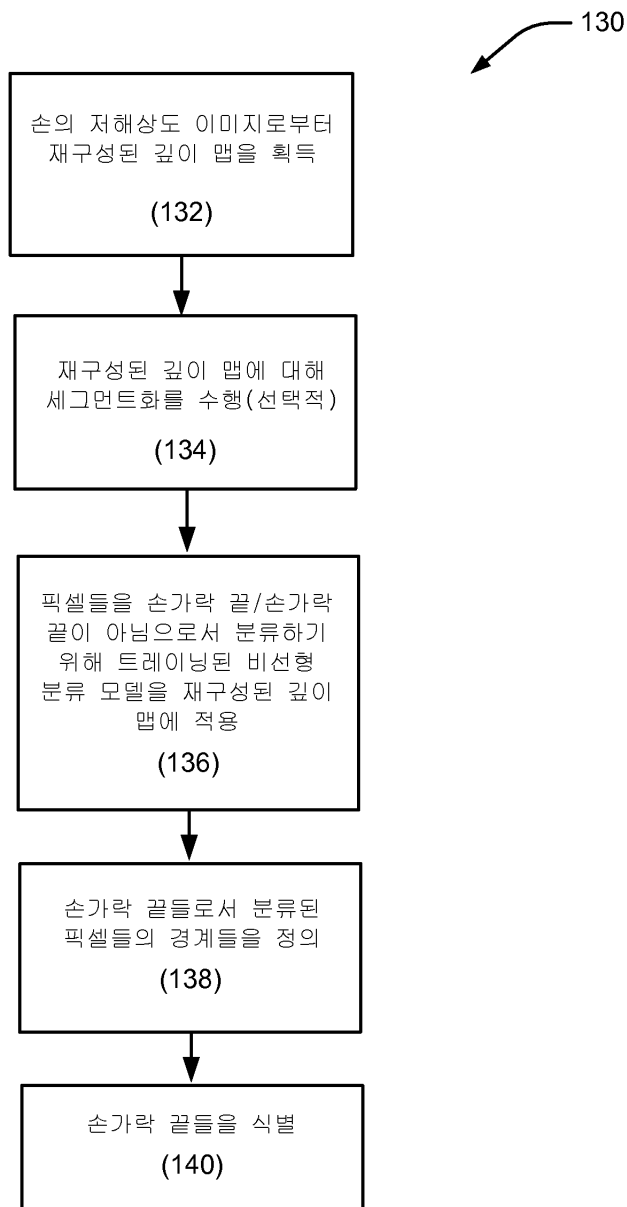 130
손의 저해상도 이미지로부터
재구성된 깊이 맵을 획득
(132)
재구성된 깊이 맵에 대해
세그먼트화를 수행(선택적)
(134)
픽셀들을 손가락 끝/손가락
끝이 아님으로서 분류하기
위해 트레이닝된 비선형
분류 모델을 재구성된 깊이
맵에 적용
(136)
손가락 끝들로서 분류된
픽셀들의 경계들을 정의
(138)
손가락 끝들을 식별
(140)